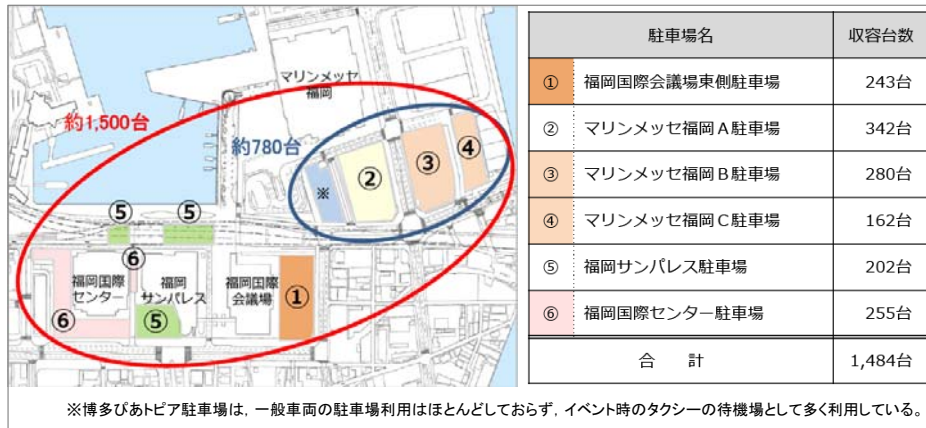 マリンメッセ
福岡
約1,500台
約780台
④
③
②
※
⑤
⑤
⑥
福岡国際
センター
福岡
サンパレス
福岡国際
会議場
①
⑥
⑤
駐車場名 収容台数
① 福岡国際会議場東側駐車場 243台
② マリンメッセ福岡A駐車場 342台
③ マリンメッセ福岡B駐車場 280台
④ マリンメッセ福岡C駐車場 162台
⑤ 福岡サンパレス駐車場 202台
⑥ 福岡国際センター駐車場 255台
合 計 1,484台
※博多ぴあトピア駐車場は，一般車両の駐車場利用はほとんどしておらず，イベント時のタクシーの待機場として多く利用している。